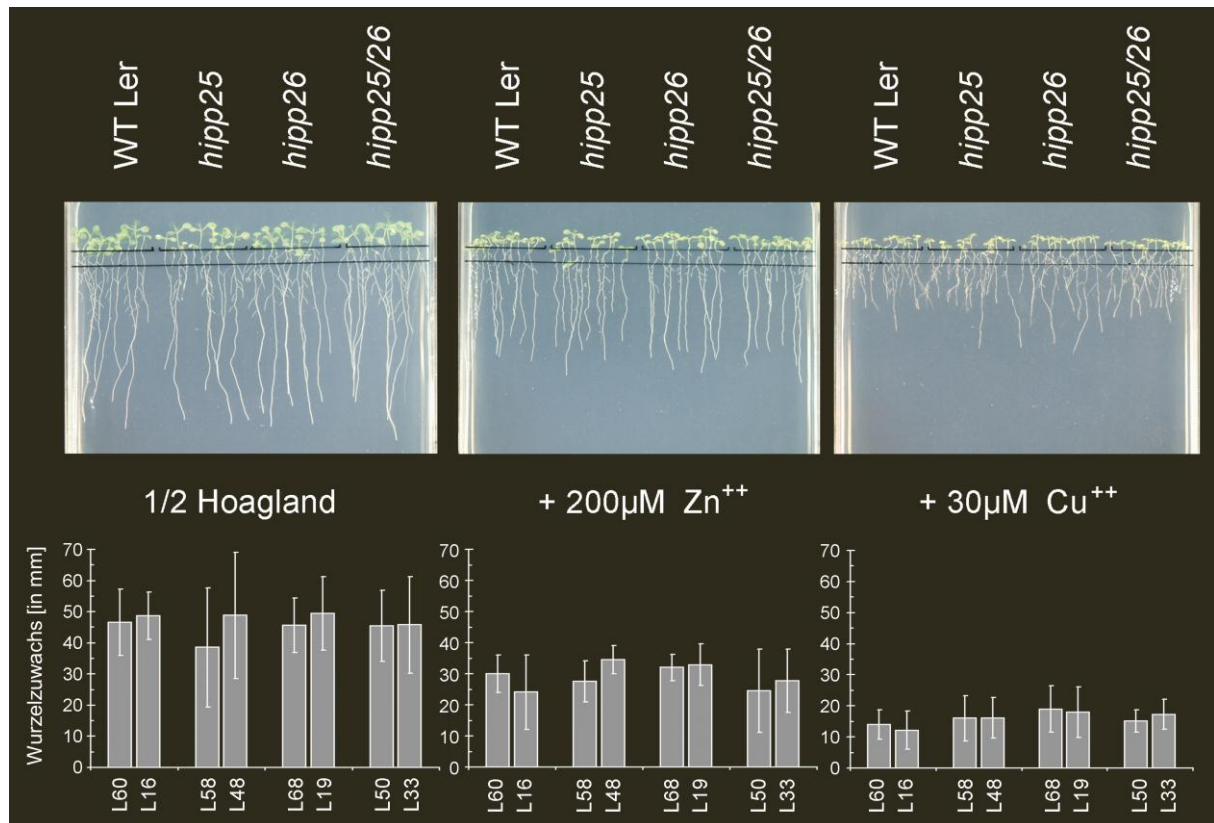 WT Ler
hipp25
hipp26
hipp25/26
WT Ler
hipp25
hipp26
hipp25/26
WT Ler
hipp25
hipp26
hipp25/26
1/2 Hoagland
+ 200µM Zn++
+ 30µM Cu++
Wurzelzuwachs [in mm]
70
60
50
40
30
20
10
0
L60
L16
L58
L48
L68
L19
L50
L33
70
60
50
40
30
20
10
0
L60
L16
L58
L48
L68
L19
L50
L33
70
60
50
40
30
20
10
0
L60
L16
L58
L48
L68
L19
L50
L33